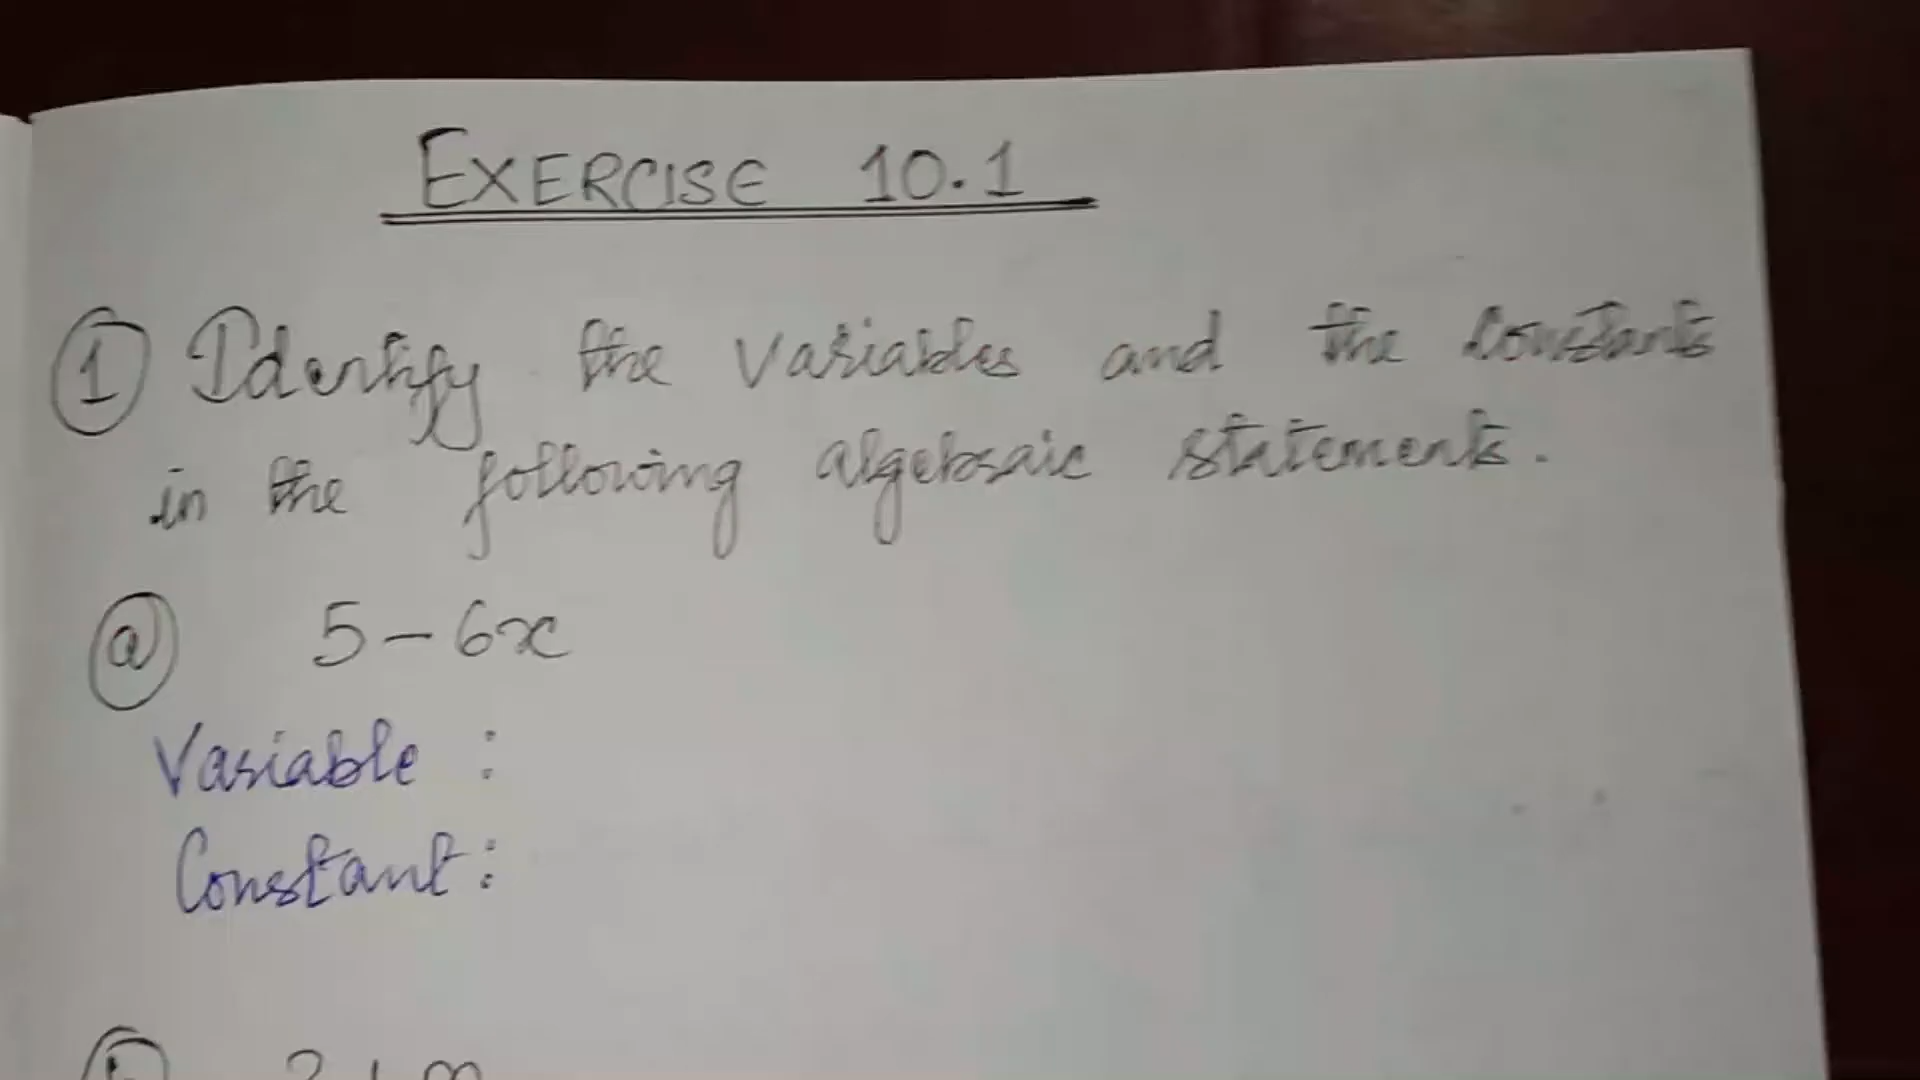 EXERCISE 10.1
1 Identify the variables and the constants
in the following algebraic statements.
a 5-6x
Variable :
Constant :